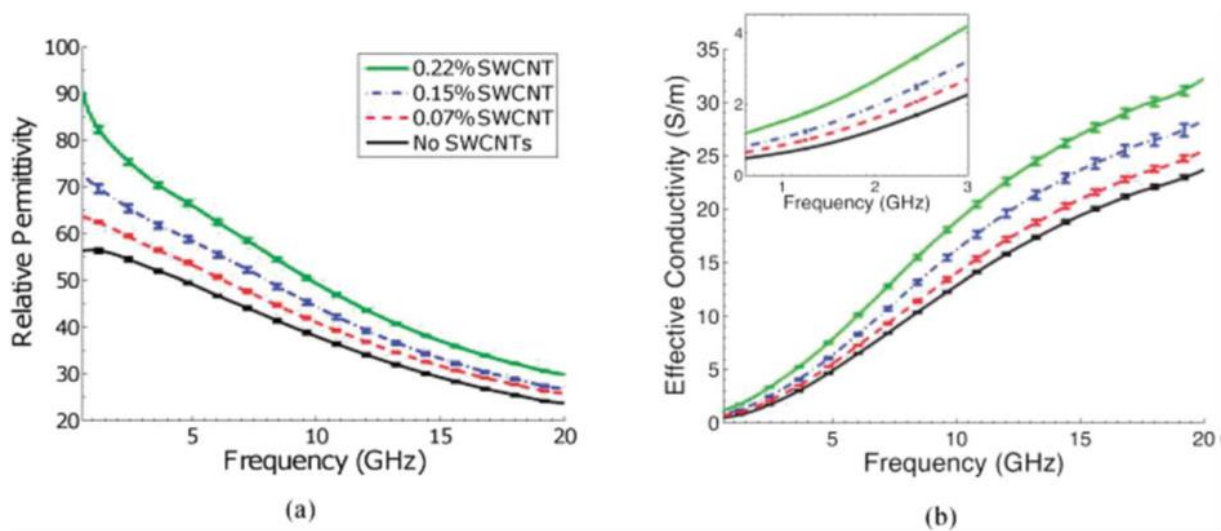 100
90
80
70
60
50
40
30
20
Relative Permittivity
0.22%SWCNT
0.15%SWCNT
0.07%SWCNT
No SWCNTs
5
10
15
20
Frequency (GHz)
(a)
35
30
25
20
15
10
5
0
Effective Conductivity (S/m)
4
2
0
1
2
3
Frequency (GHz)
5
10
15
20
Frequency (GHz)
(b)